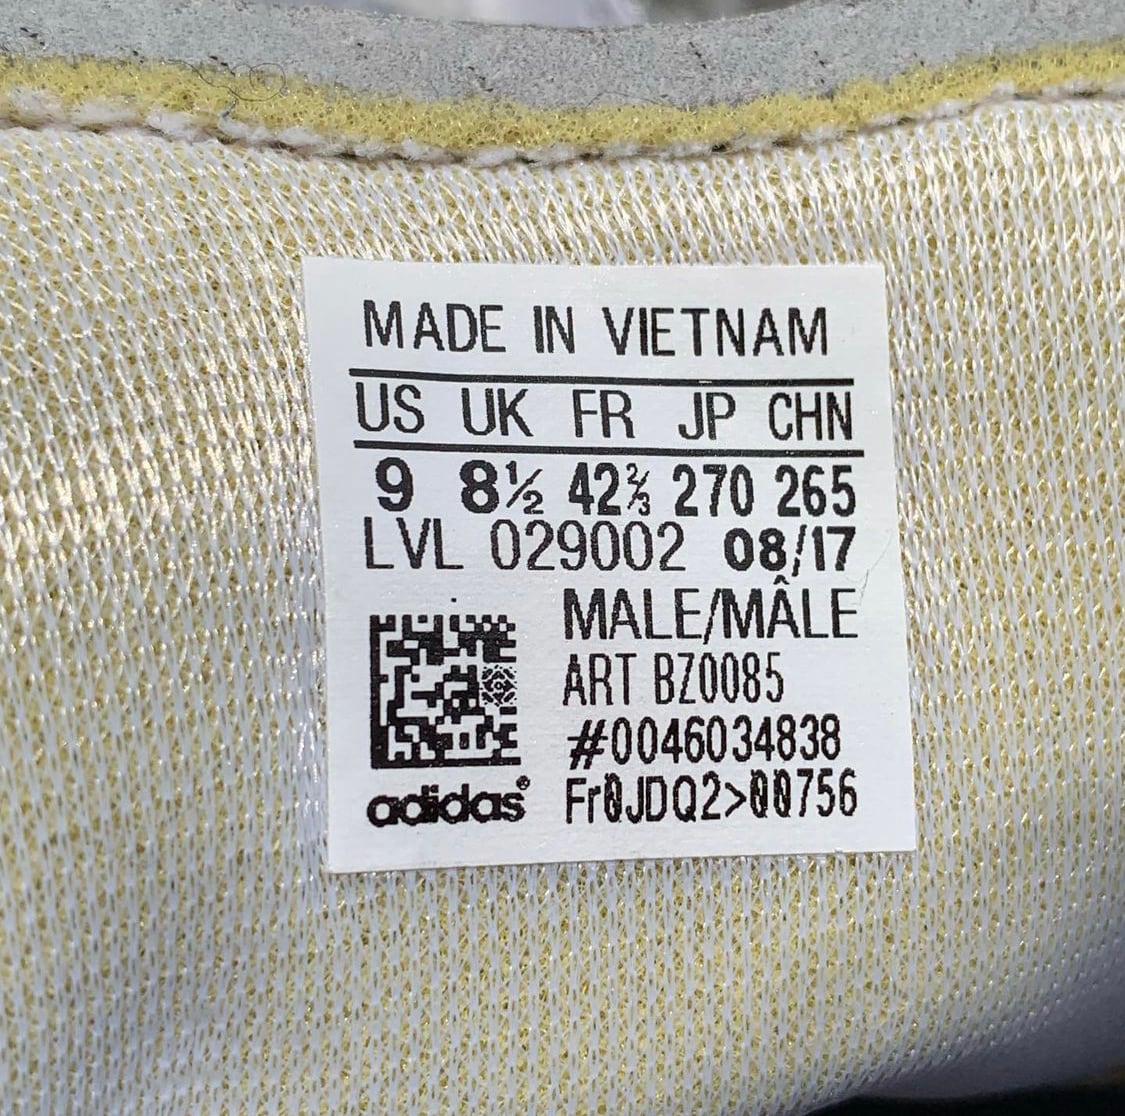 MADE IN VIETNAM
US UK FR JP CHN
9 8½ 42⅔ 270 265
LVL 029002 08/17
MALE/MÂLE
ART BZ0085
#0046034838
adidas® Fr0JDQ2>00756